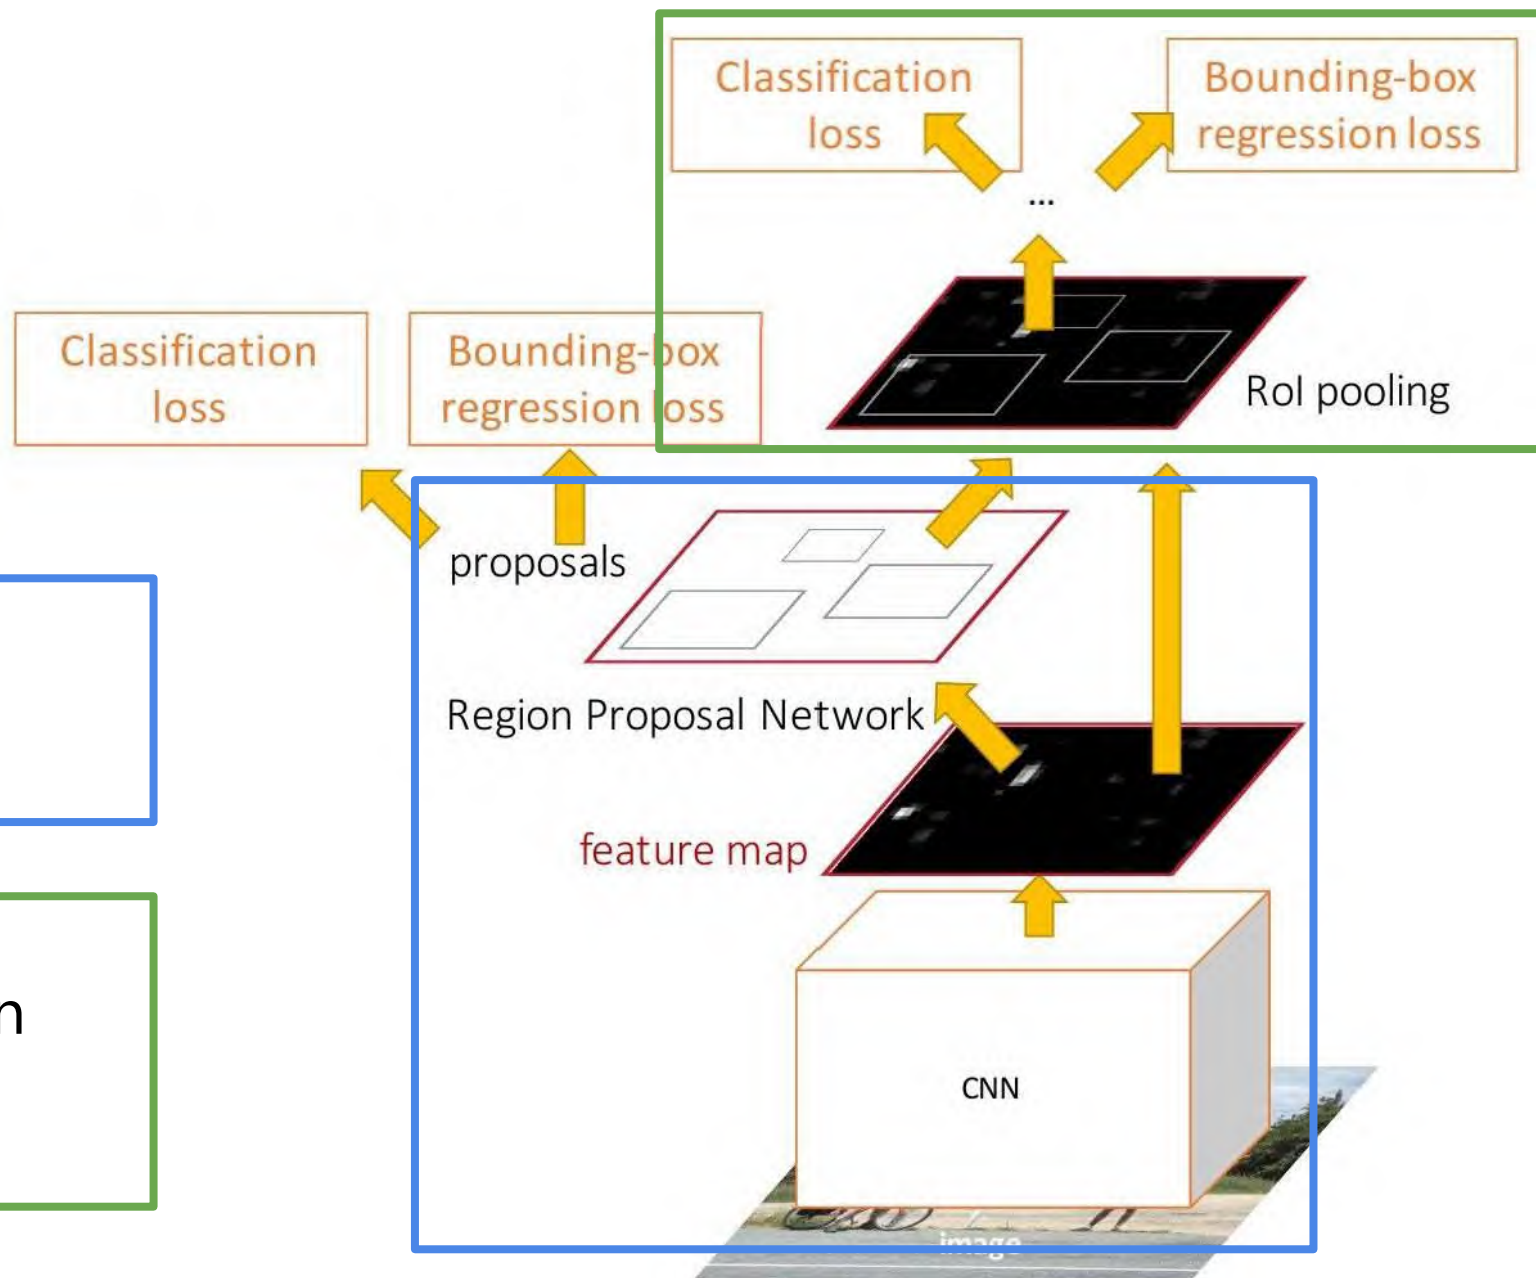 Classification
loss
Bounding-box
regression loss
...
Classification
loss
Bounding-box
regression loss
RoI pooling
proposals
Region Proposal Network
feature map
n
CNN
image